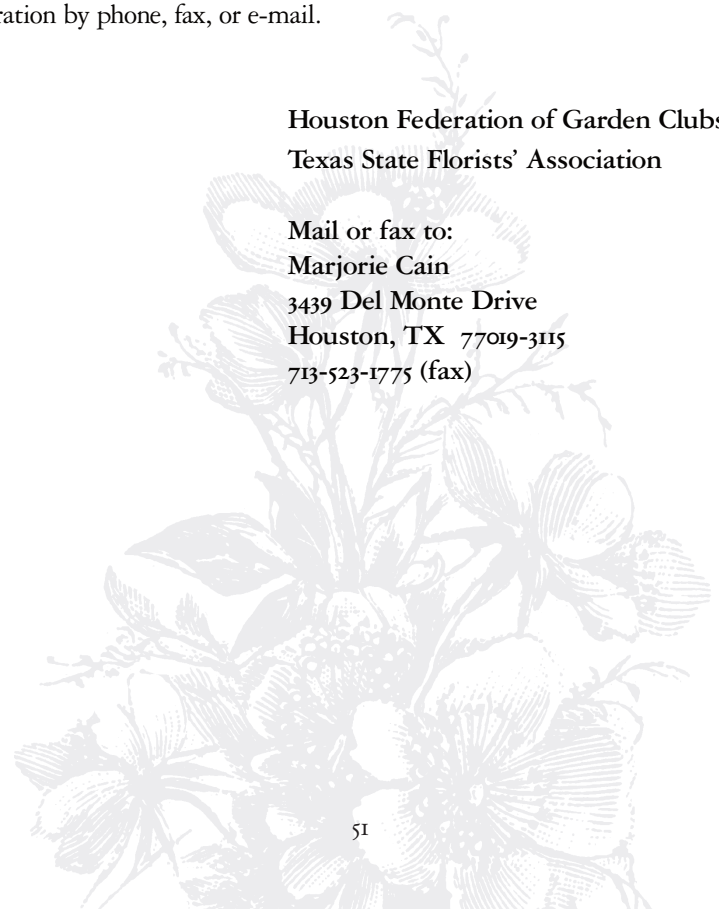 ration by phone, fax, or e-mail.
Houston Federation of Garden Clubs
Texas State Florists’ Association
Mail or fax to:
Marjorie Cain
3439 Del Monte Drive
Houston, TX 77019-3115
713-523-1775 (fax)
51